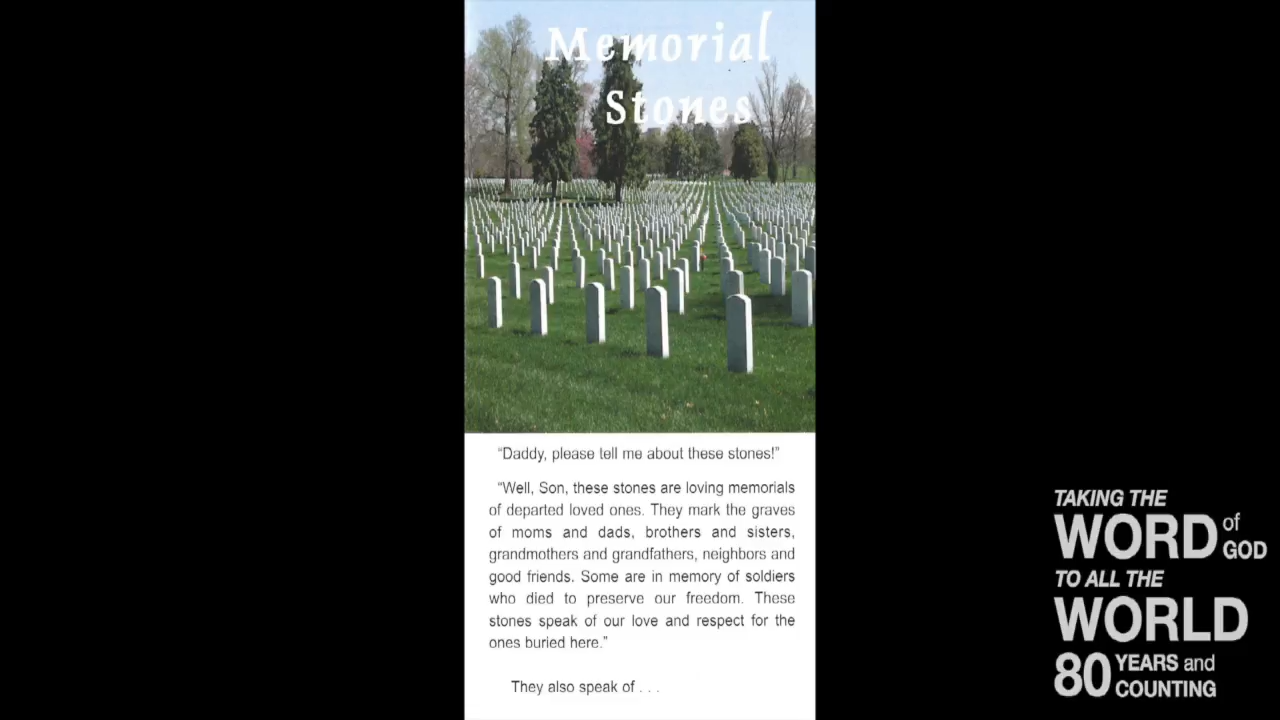 Memorial
Stones
“Daddy, please tell me about these stones!”
“Well, Son, these stones are loving memorials
of departed loved ones. They mark the graves
of moms and dads, brothers and sisters,
grandmothers and grandfathers, neighbors and
good friends. Some are in memory of soldiers
who died to preserve our freedom. These
stones speak of our love and respect for the
ones buried here.”
They also speak of . . .
TAKING THE
WORD of GOD
TO ALL THE
WORLD
80 YEARS and
COUNTING